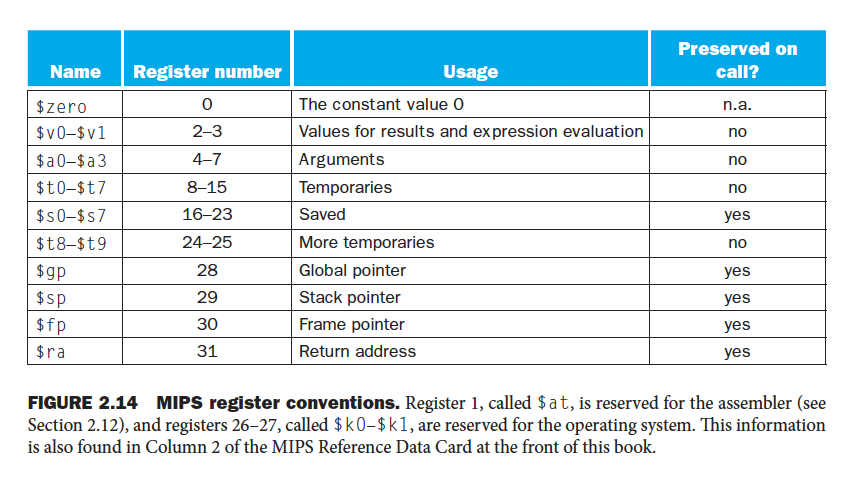 Name Register number Usage Preserved on call?
$zero 0 The constant value 0 n.a.
$v0–$v1 2–3 Values for results and expression evaluation no
$a0–$a3 4–7 Arguments no
$t0–$t7 8–15 Temporaries no
$s0–$s7 16–23 Saved yes
$t8–$t9 24–25 More temporaries no
$gp 28 Global pointer yes
$sp 29 Stack pointer yes
$fp 30 Frame pointer yes
$ra 31 Return address yes
FIGURE 2.14 MIPS register conventions. Register 1, called $at, is reserved for the assembler (see
Section 2.12), and registers 26–27, called $k0–$k1, are reserved for the operating system. This information
is also found in Column 2 of the MIPS Reference Data Card at the front of this book.